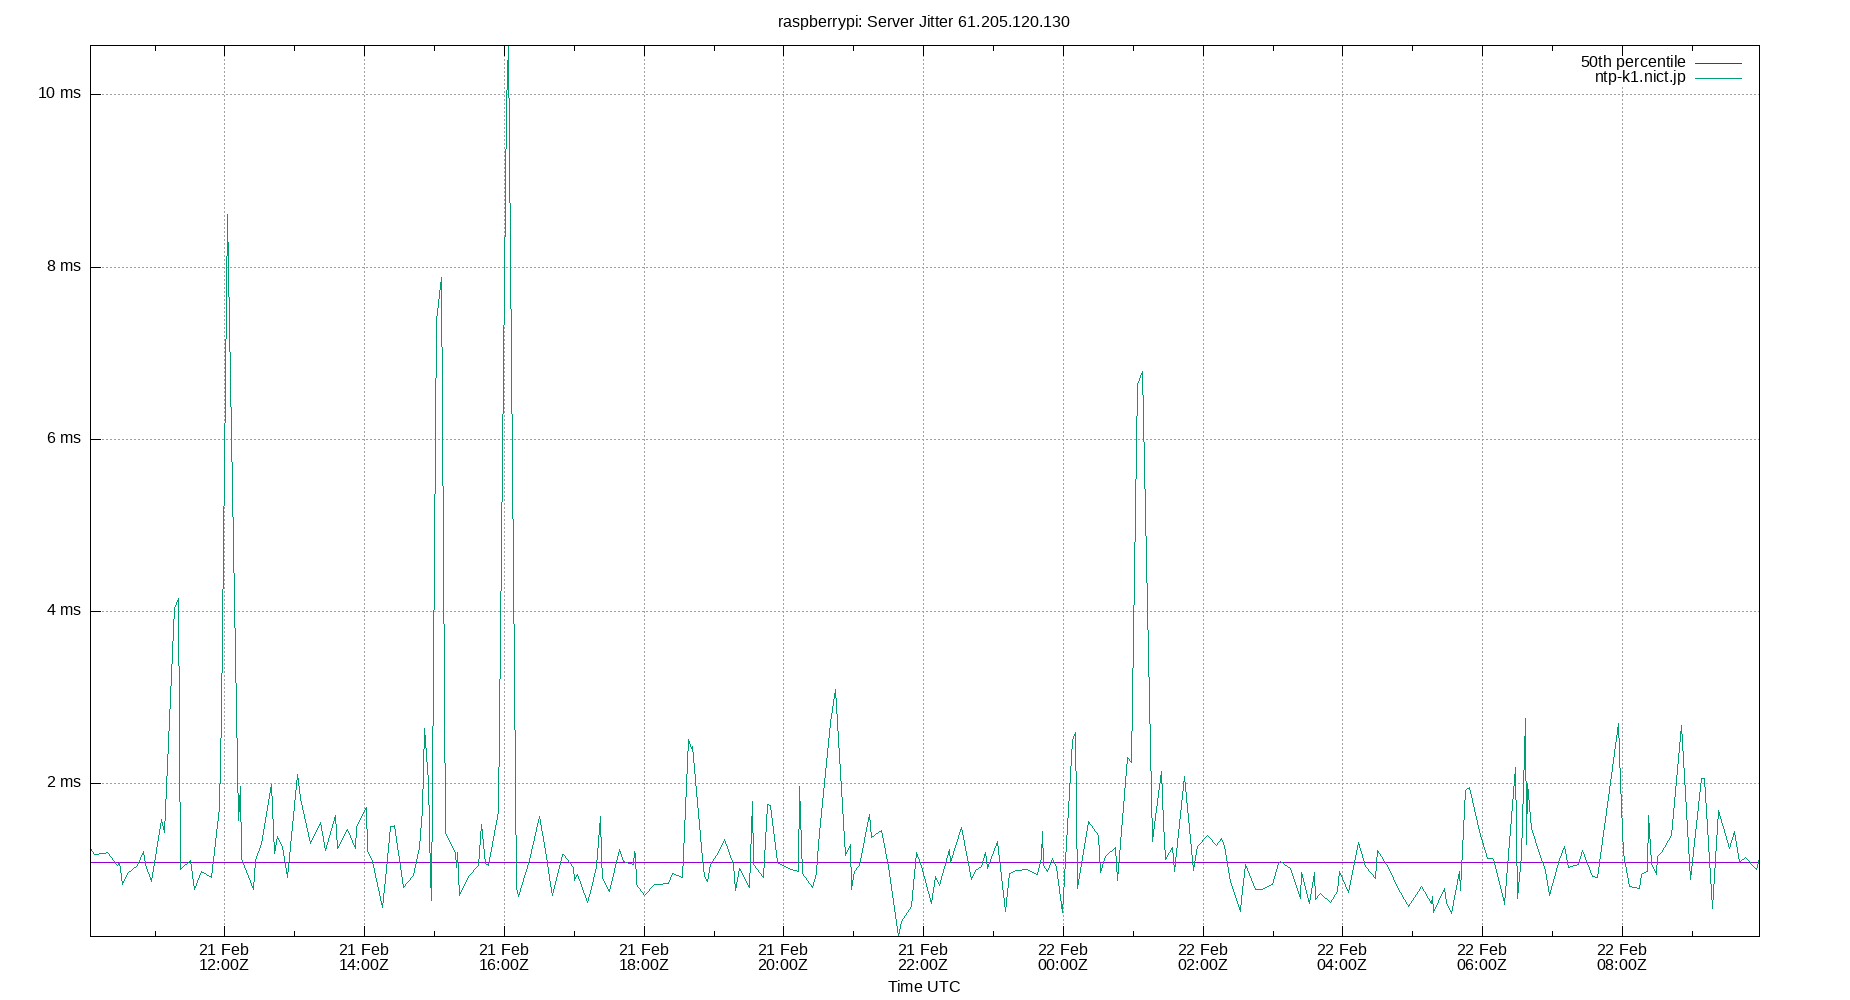 raspberrypi: Server Jitter 61.205.120.130
50th percentile
ntp-k1.nict.jp
10 ms
8 ms
6 ms
4 ms
2 ms
21 Feb 21 Feb 21 Feb 21 Feb 21 Feb 21 Feb 22 Feb 22 Feb 22 Feb 22 Feb 22 Feb
12:00Z 14:00Z 16:00Z 18:00Z 20:00Z 22:00Z 00:00Z 02:00Z 04:00Z 06:00Z 08:00Z
Time UTC